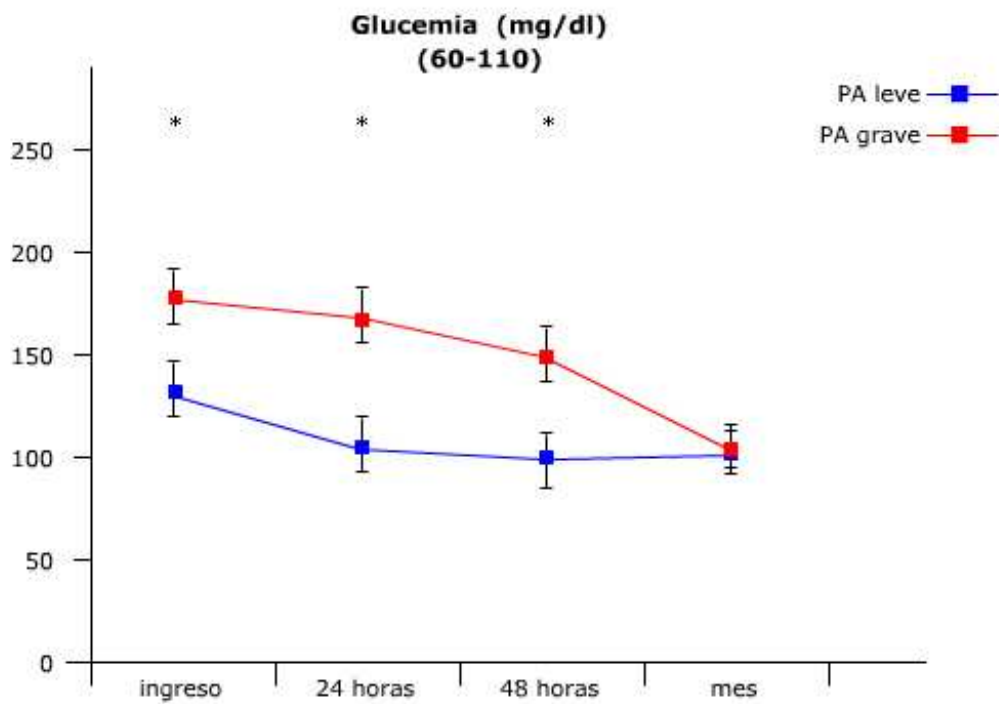 Glucemia (mg/dl)
(60-110)
PA leve
PA grave
* * *
250
200
150
100
50
0
ingreso 24 horas 48 horas mes